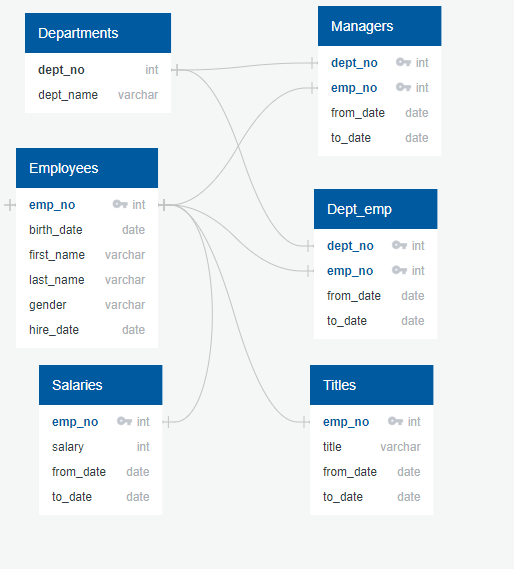 Departments
dept_no int
dept_name varchar
Managers
dept_no int
emp_no int
from_date date
to_date date
Employees
emp_no int
birth_date date
first_name varchar
last_name varchar
gender varchar
hire_date date
Dept_emp
dept_no int
emp_no int
from_date date
to_date date
Salaries
emp_no int
salary int
from_date date
to_date date
Titles
emp_no int
title varchar
from_date date
to_date date